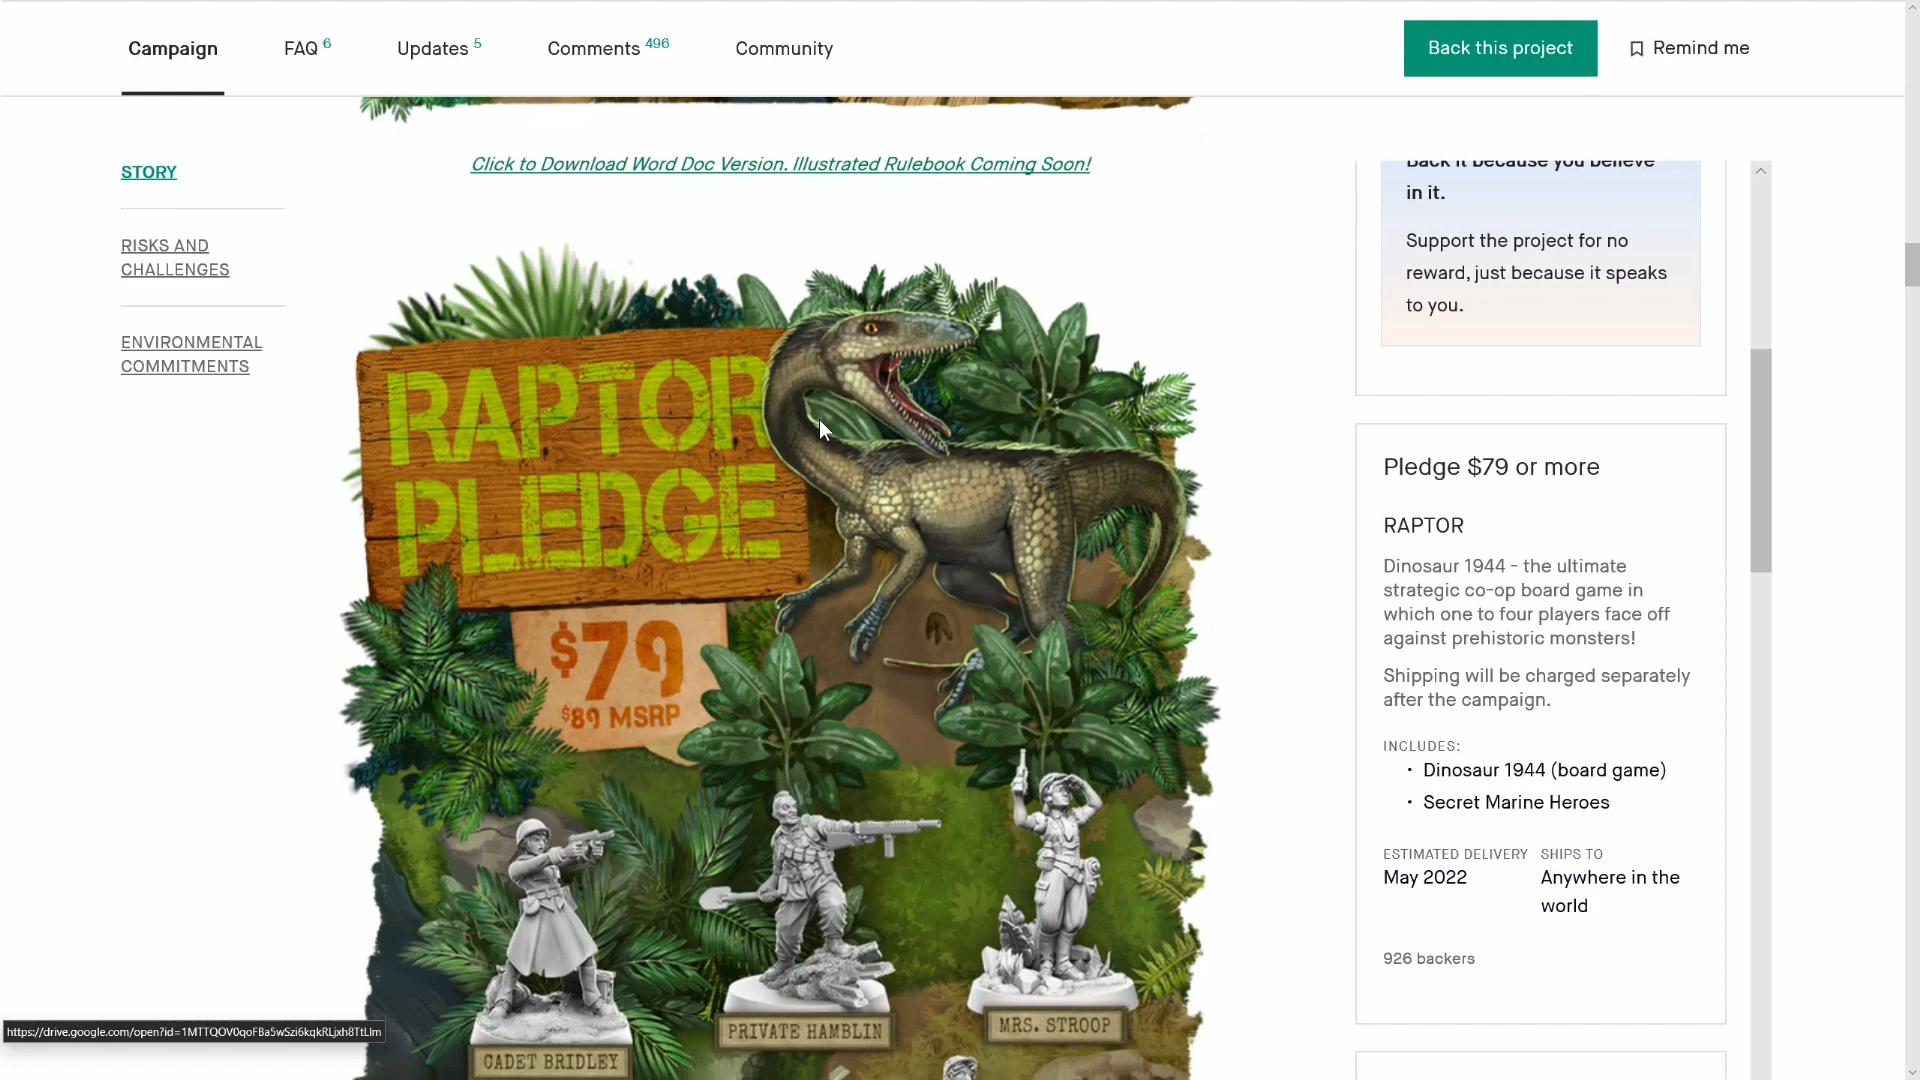 Campaign
FAQ 6
Updates 5
Comments 496
Community
Back this project
Remind me
STORY
RISKS AND
CHALLENGES
ENVIRONMENTAL
COMMITMENTS
Click to Download Word Doc Version. Illustrated Rulebook Coming Soon!
RAPTOR
PLEDGE
$79
$89 MSRP
CADET BRIDLEY
PRIVATE HAMBLIN
MRS. STROOP
Back it because you believe
in it.
Support the project for no
reward, just because it speaks
to you.
Pledge $79 or more
RAPTOR
Dinosaur 1944 - the ultimate
strategic co-op board game in
which one to four players face off
against prehistoric monsters!
Shipping will be charged separately
after the campaign.
INCLUDES:
• Dinosaur 1944 (board game)
• Secret Marine Heroes
ESTIMATED DELIVERY
May 2022
SHIPS TO
Anywhere in the
world
926 backers